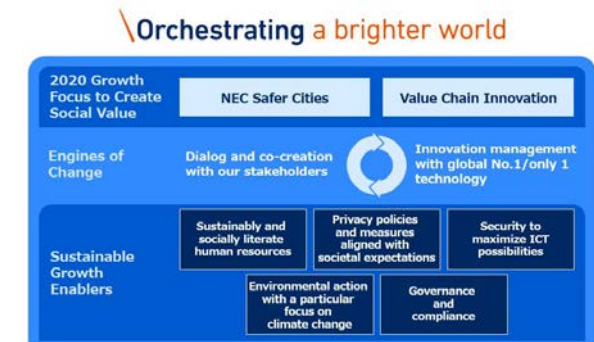 \Orchestrating a brighter world
2020 Growth
Focus to Create
Social Value
NEC Safer Cities
Value Chain Innovation
Engines of
Change
Dialog and co-creation
with our stakeholders
Innovation management
with global No.1/only 1
technology
Sustainable
Growth
Enablers
Sustainably and
socially literate
human resources
Privacy policies
and measures
aligned with
societal expectations
Security to
maximize ICT
possibilities
Environmental action
with a particular
focus on
climate change
Governance
and
compliance